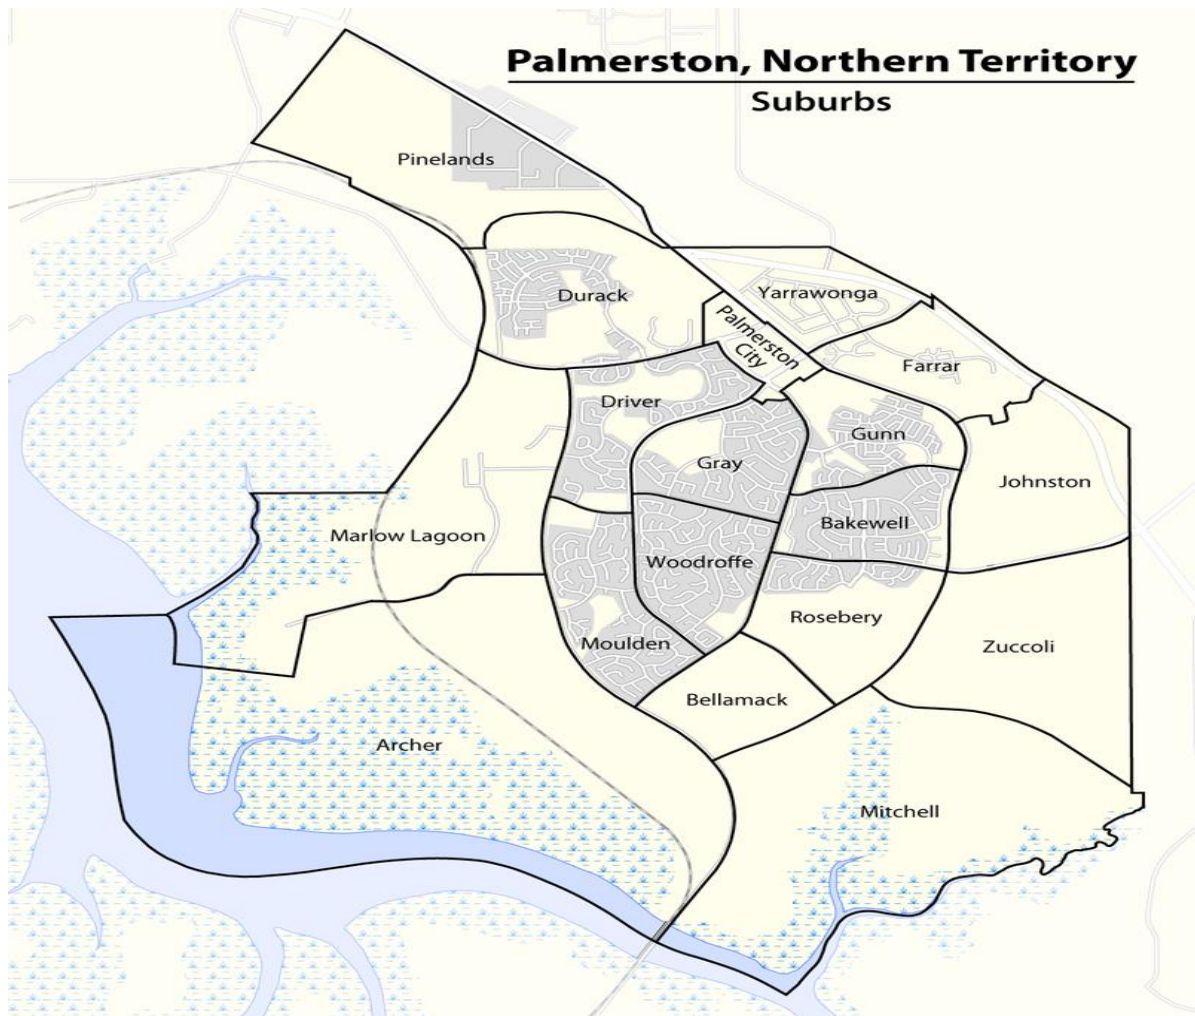 Palmerston, Northern Territory
Suburbs
Pinelands
Durack
Yarrawonga
Palmerston
City
Farrar
Driver
Gunn
Gray
Johnston
Bakewell
Marlow Lagoon
Woodroffe
Rosebery
Moulden
Zuccoli
Bellamack
Archer
Mitchell